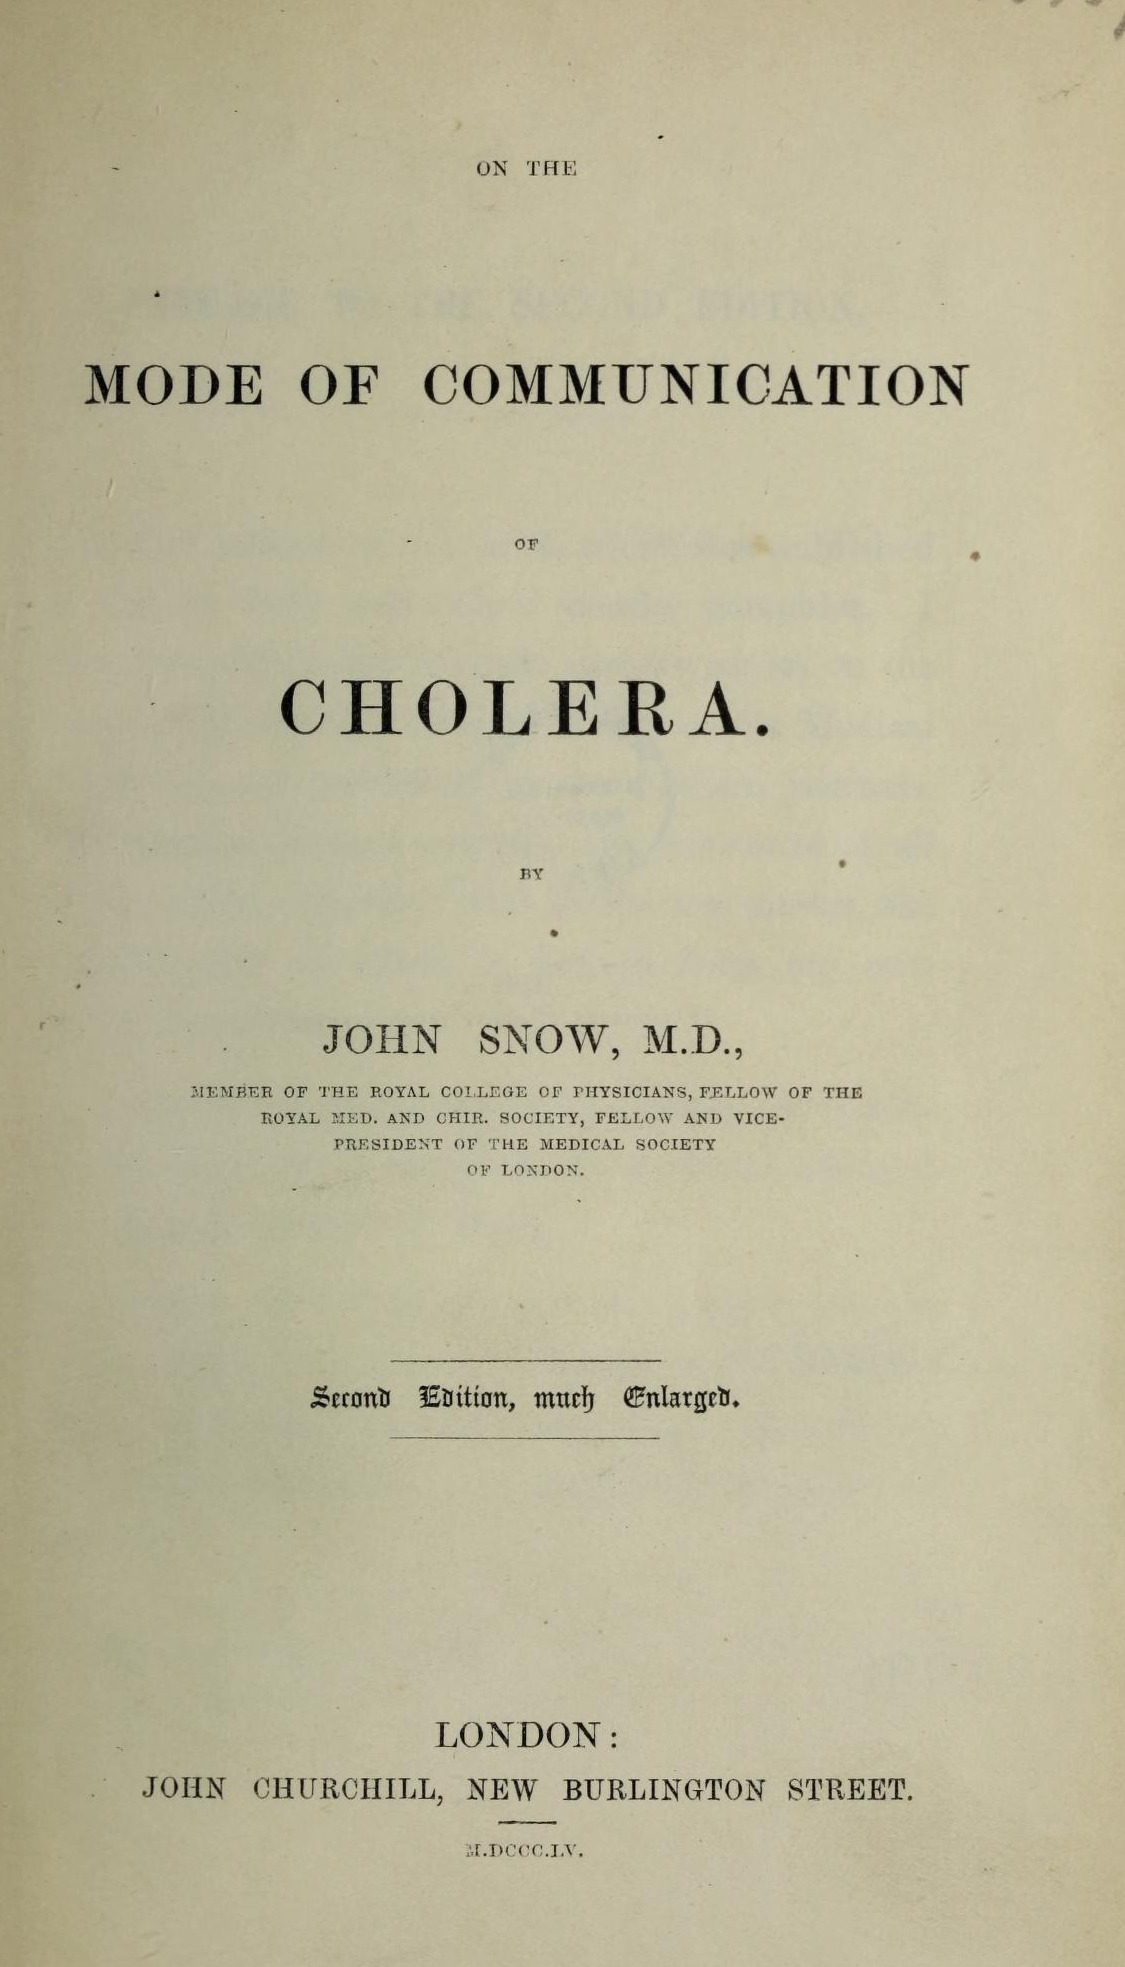 ON THE
MODE OF COMMUNICATION
OF
CHOLERA.
BY
JOHN SNOW, M.D.,
MEMBER OF THE ROYAL COLLEGE OF PHYSICIANS, FELLOW OF THE
ROYAL MED. AND CHIR. SOCIETY, FELLOW AND VICE-
PRESIDENT OF THE MEDICAL SOCIETY
OF LONDON.
Second Edition, much Enlarged.
LONDON:
JOHN CHURCHILL, NEW BURLINGTON STREET.
M.DCCC.LV.